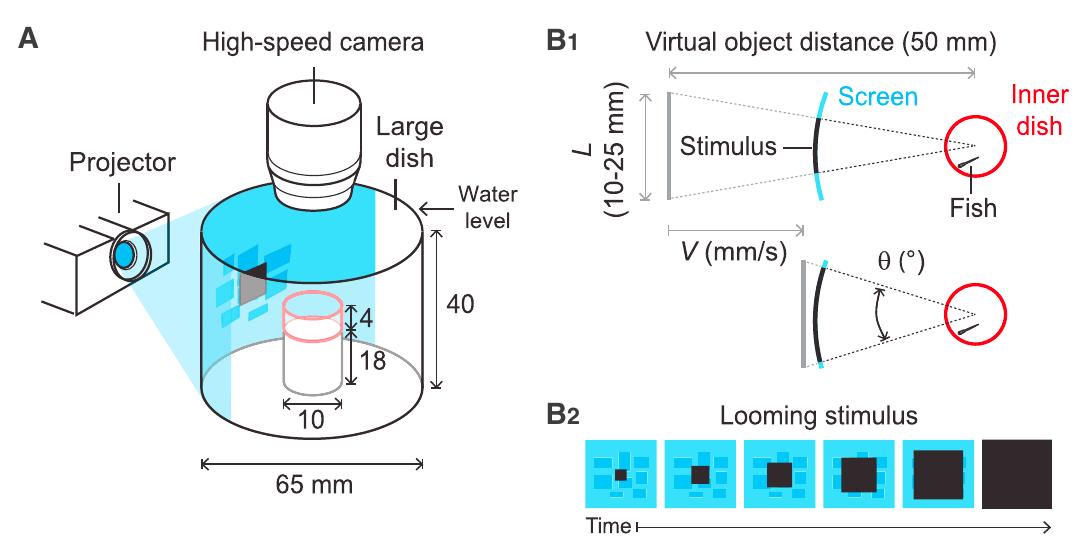 A
High-speed camera
Large
dish
Projector
Water
level
40
4
18
10
65 mm
B1
Virtual object distance (50 mm)
Screen
Inner
dish
L
(10-25 mm)
Stimulus
Fish
V (mm/s)
θ (°)
B2
Looming stimulus
Time